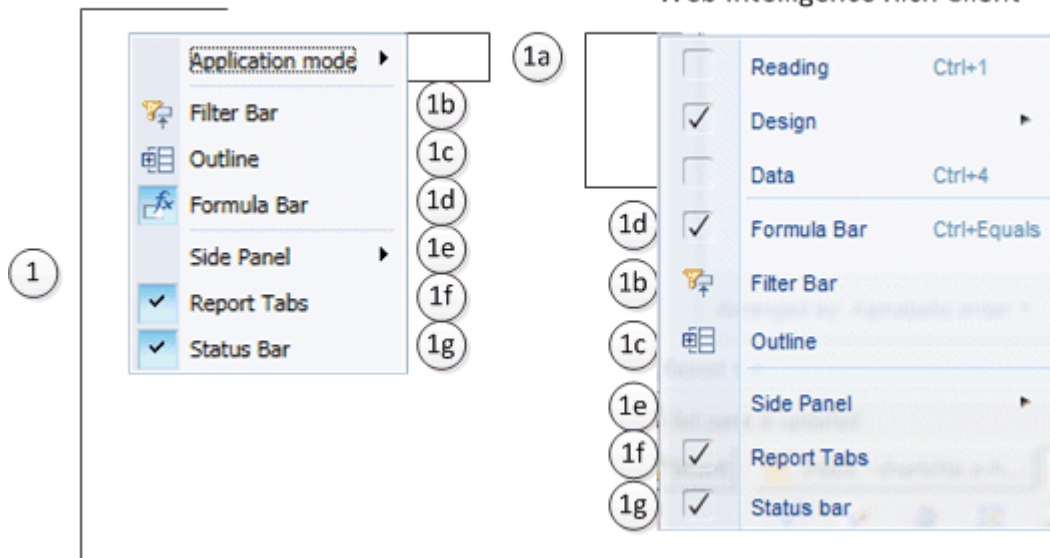 Web Intelligence Rich Client
Application mode
1a
Reading Ctrl+1
Filter Bar
1b
Design
Outline
1c
Data Ctrl+4
Formula Bar
1d
1d
Formula Bar Ctrl+Equals
Side Panel
1e
1
1b
Filter Bar
Report Tabs
1f
Status Bar
1g
1c
Outline
1e
Side Panel
1f
Report Tabs
1g
Status bar